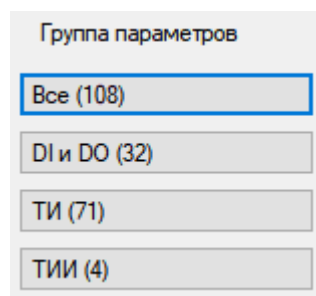 Группа параметров
Все (108)
DI и DO (32)
ТИ (71)
ТИИ (4)